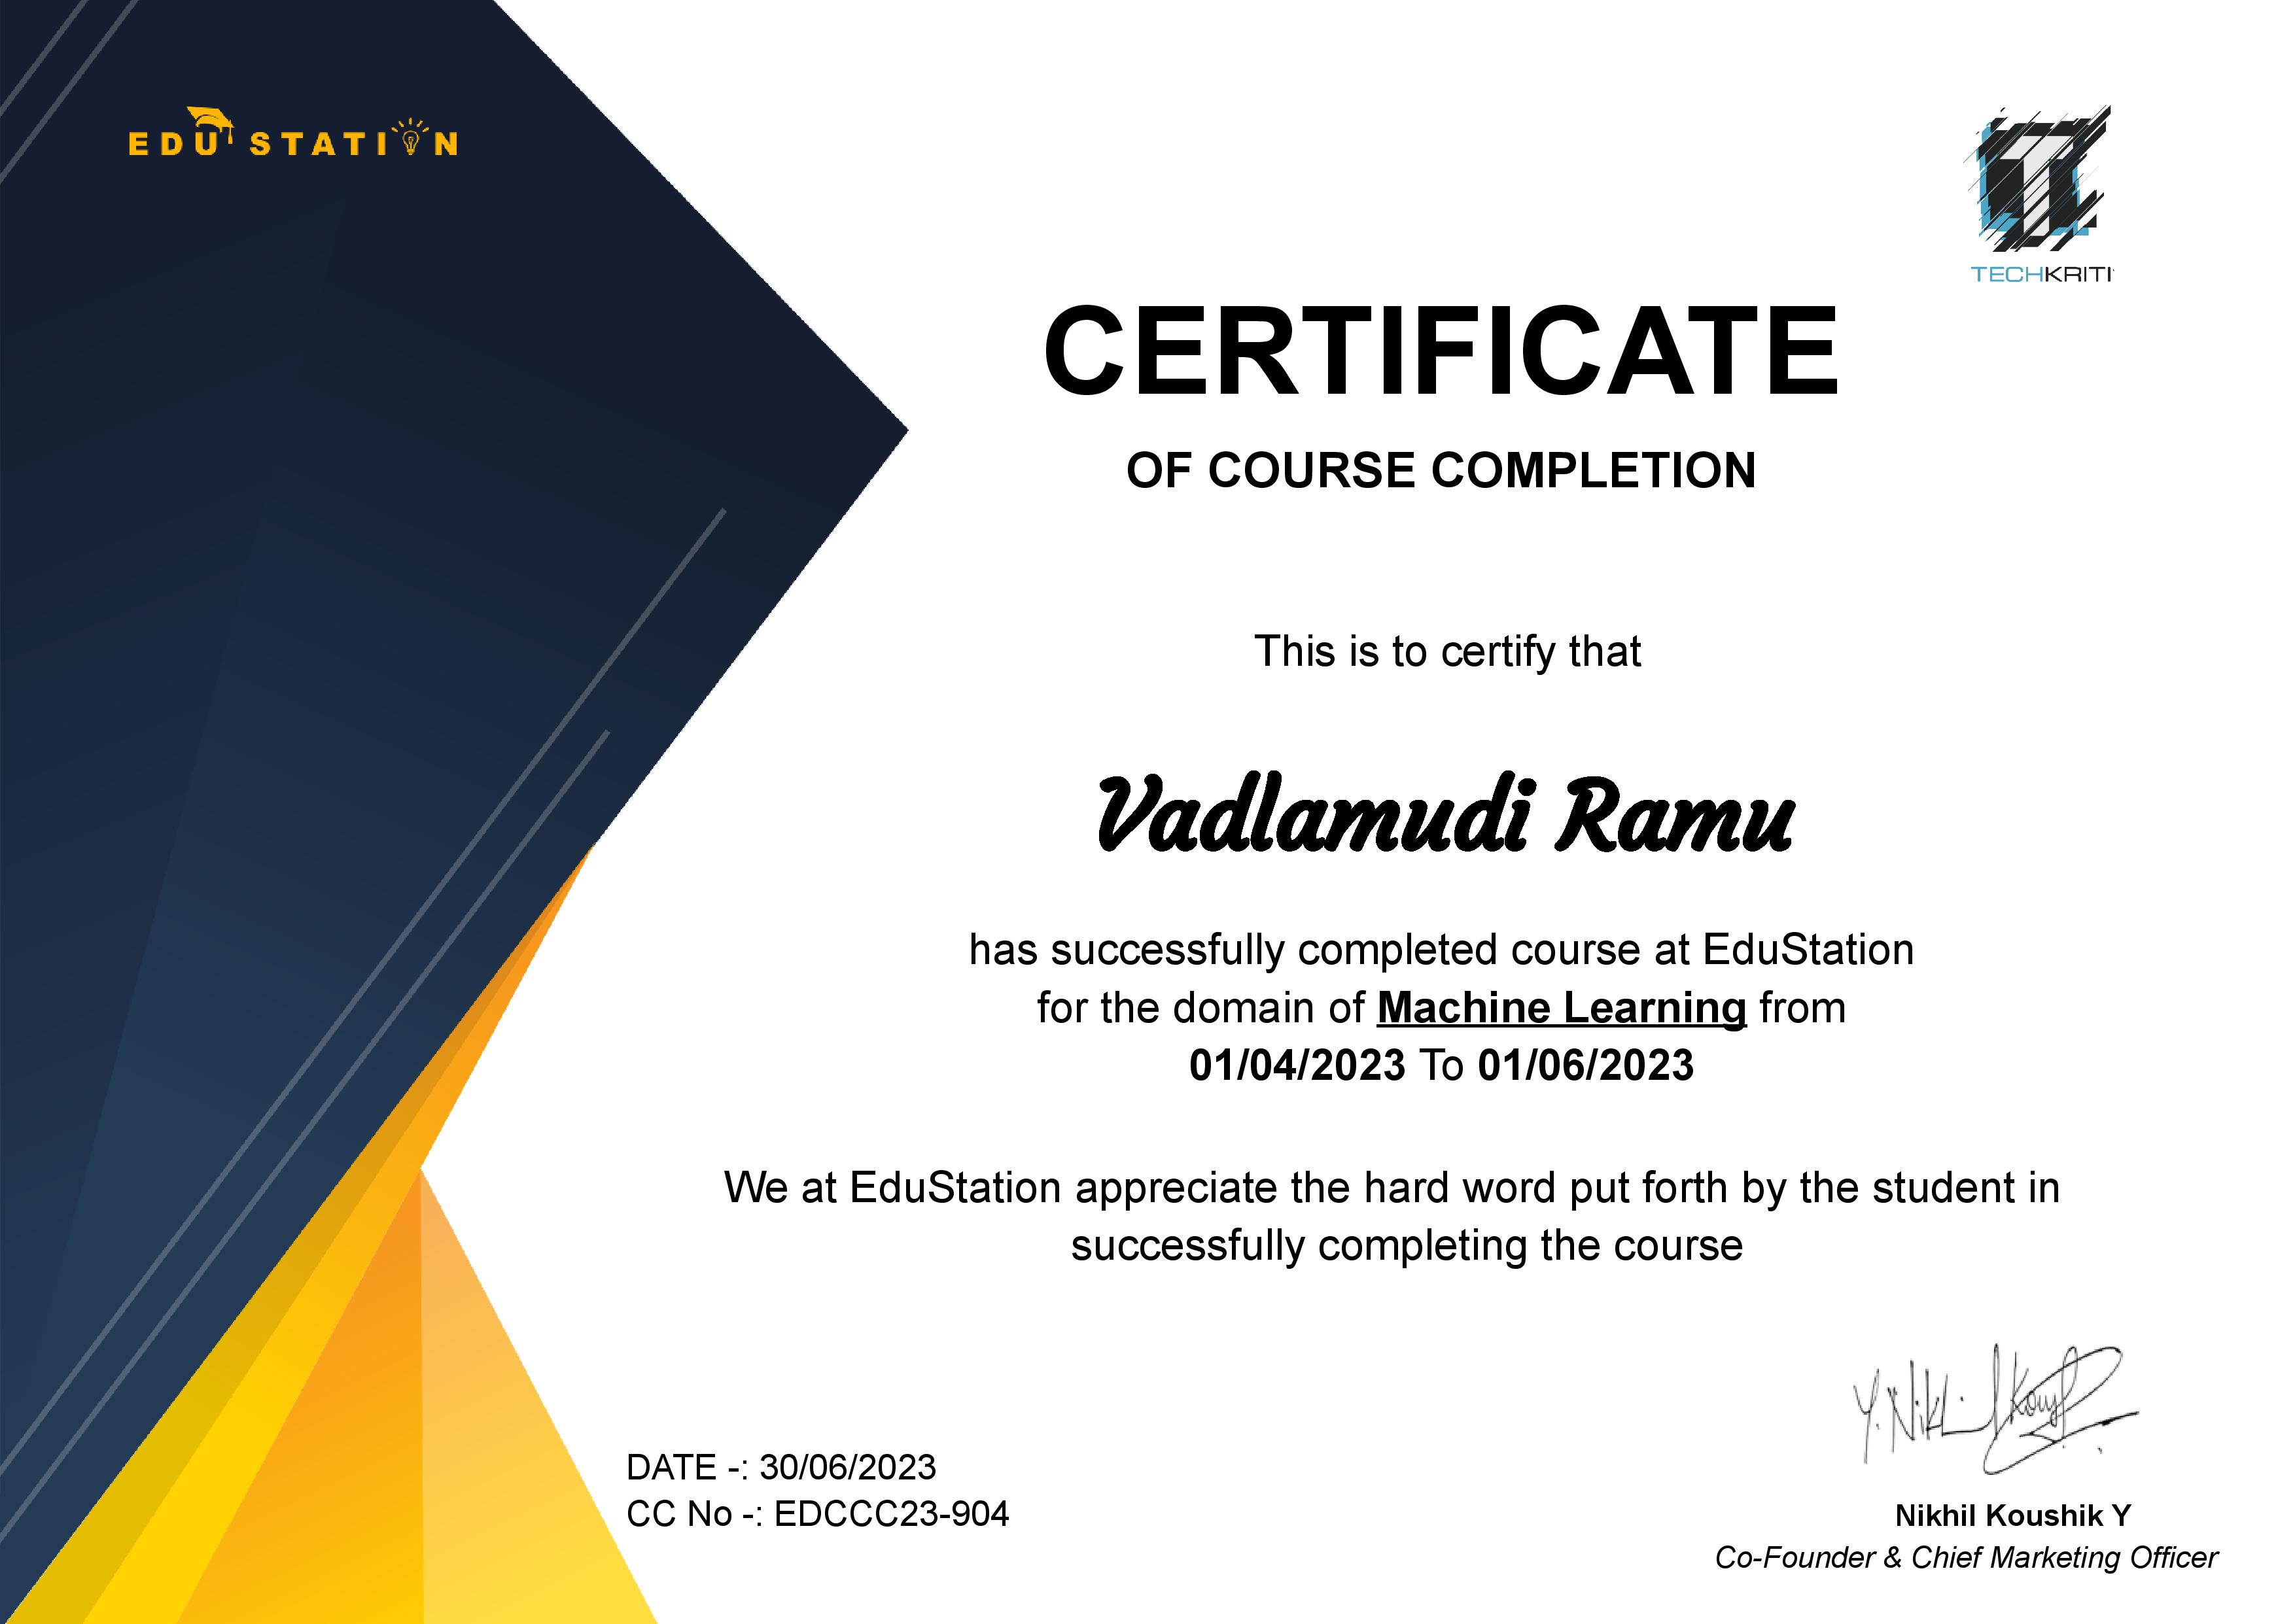 EDU STATION
TECHKRITI
CERTIFICATE
OF COURSE COMPLETION
This is to certify that
Vadlamudi Ramu
has successfully completed course at EduStation
for the domain of Machine Learning from
01/04/2023 To 01/06/2023
We at EduStation appreciate the hard word put forth by the student in
successfully completing the course
Y. Nikhil Koushik
DATE -: 30/06/2023
CC No -: EDCCC23-904
Nikhil Koushik Y
Co-Founder & Chief Marketing Officer